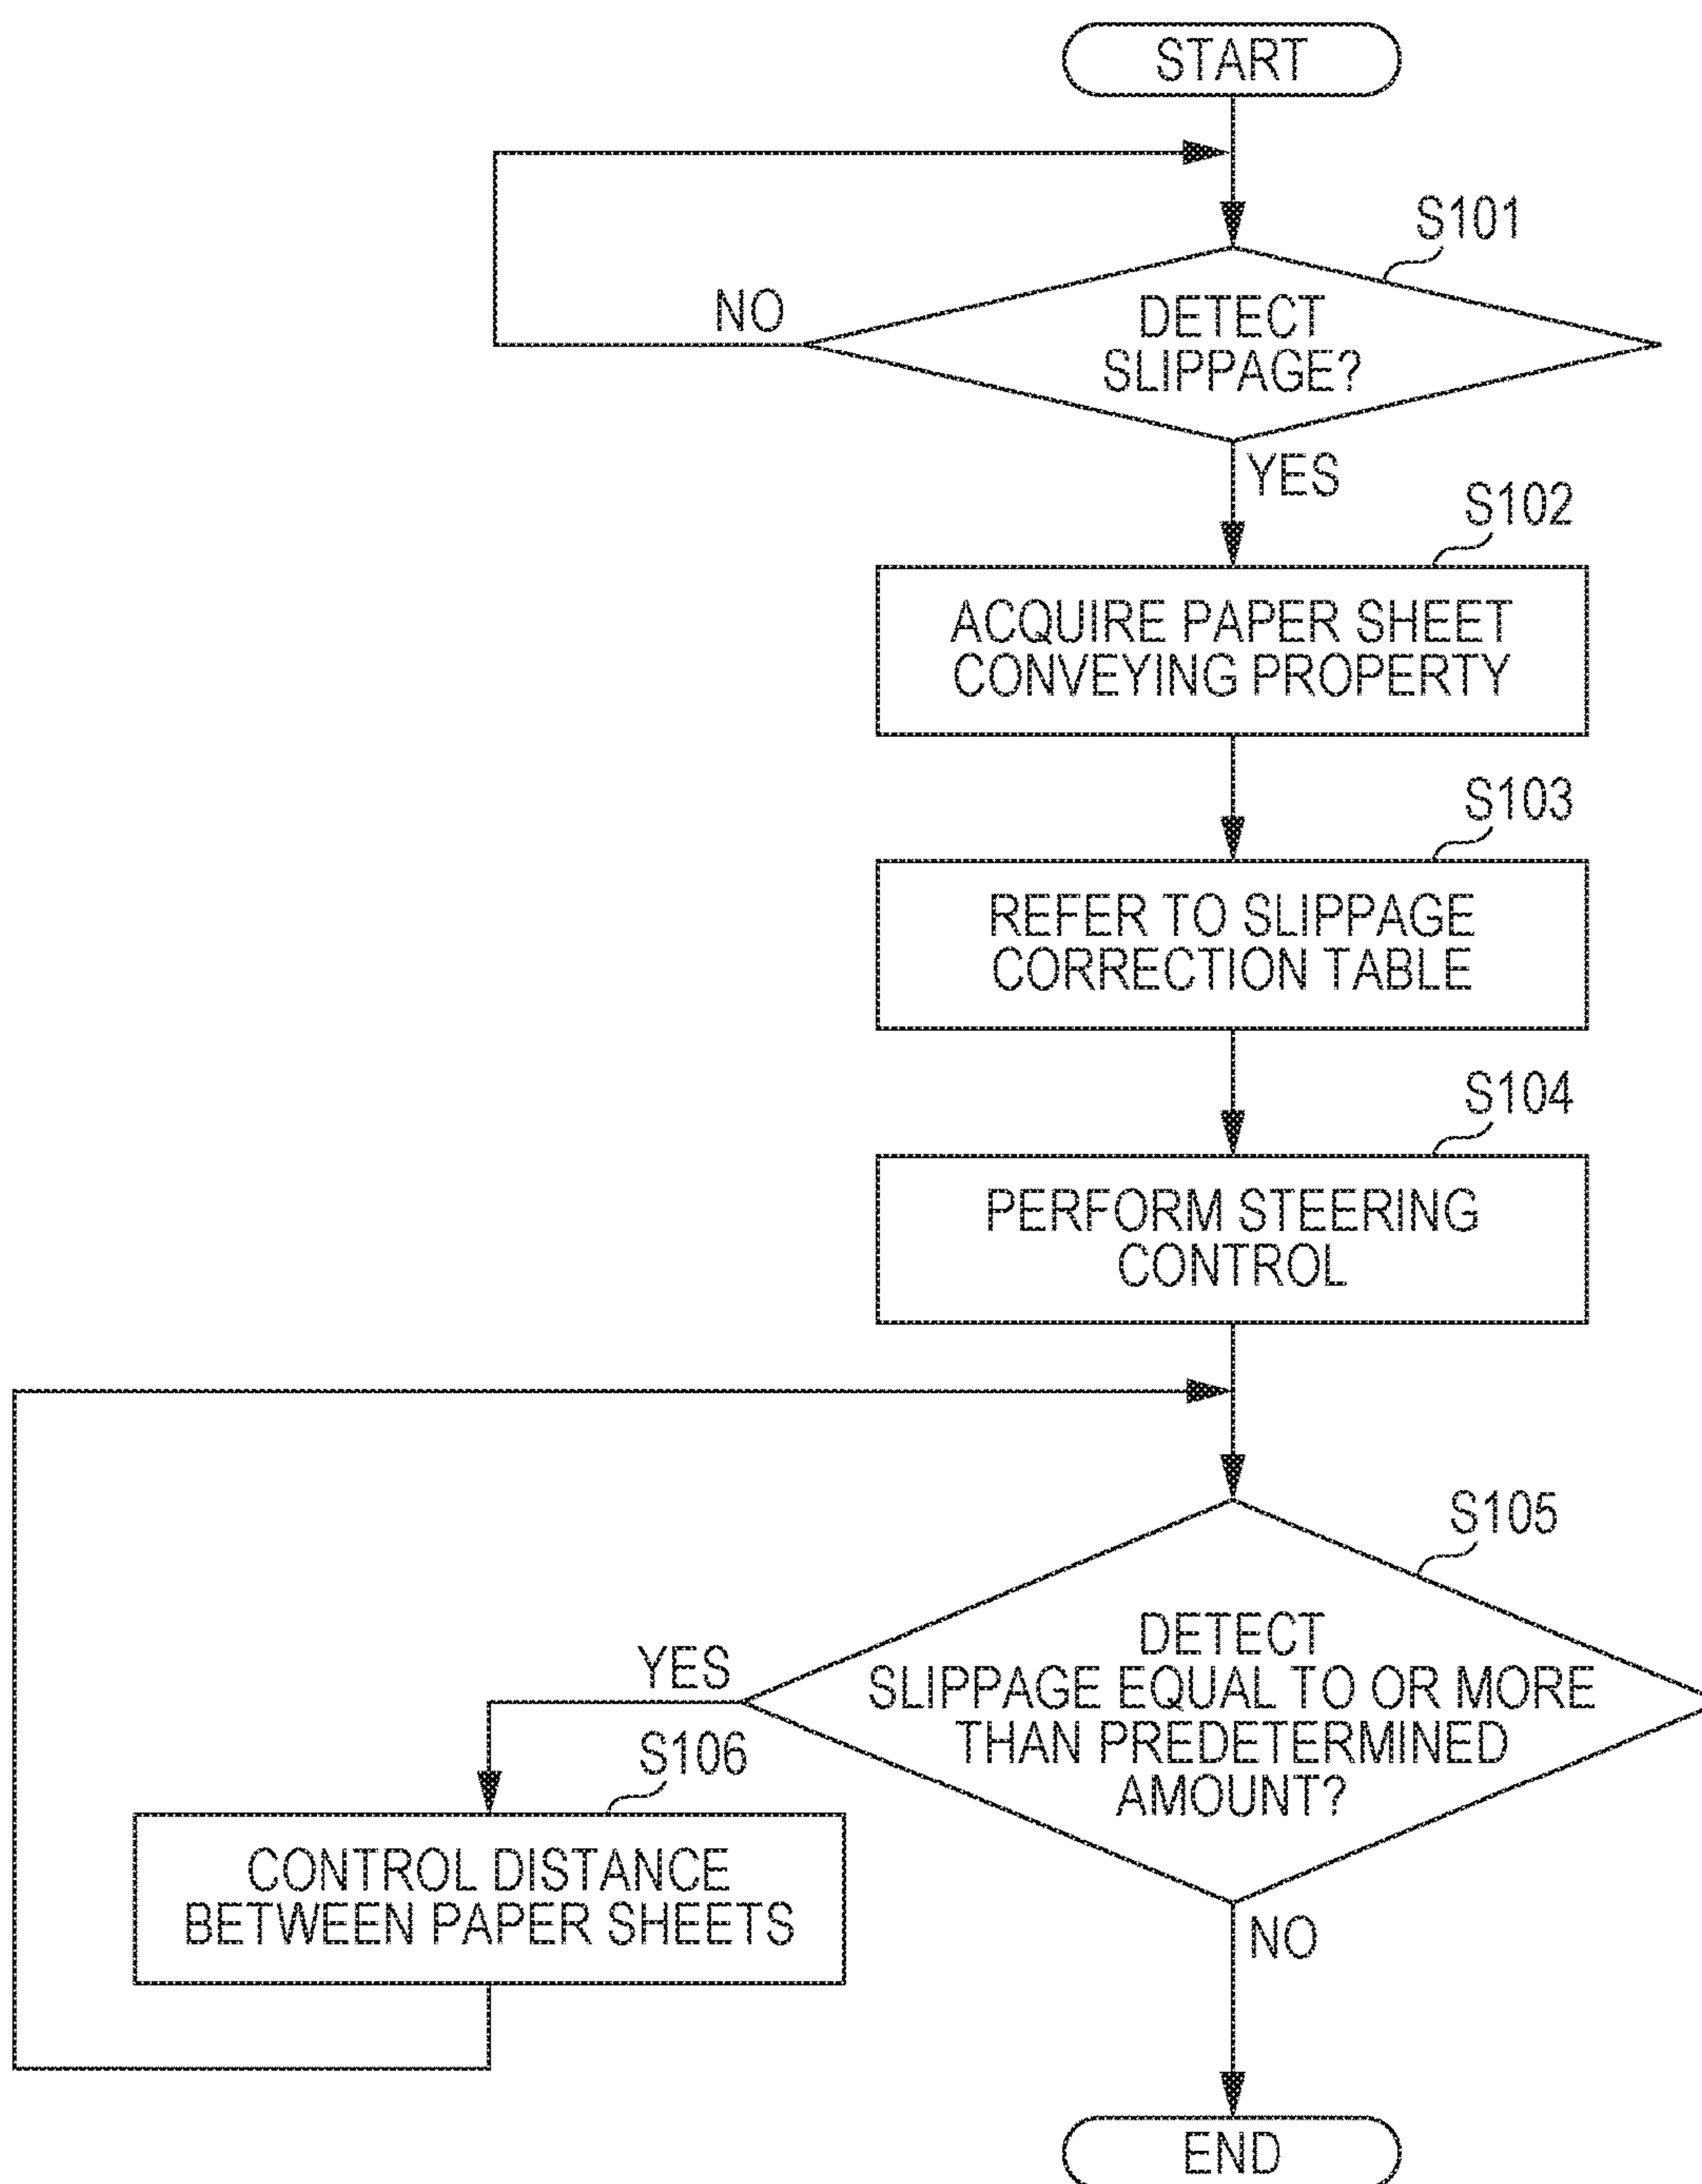 START
S101
NO
DETECT
SLIPPAGE?
YES
S102
ACQUIRE PAPER SHEET
CONVEYING PROPERTY
S103
REFER TO SLIPPAGE
CORRECTION TABLE
S104
PERFORM STEERING
CONTROL
S105
DETECT
SLIPPAGE EQUAL TO OR MORE
THAN PREDETERMINED
AMOUNT?
YES
S106
CONTROL DISTANCE
BETWEEN PAPER SHEETS
NO
END